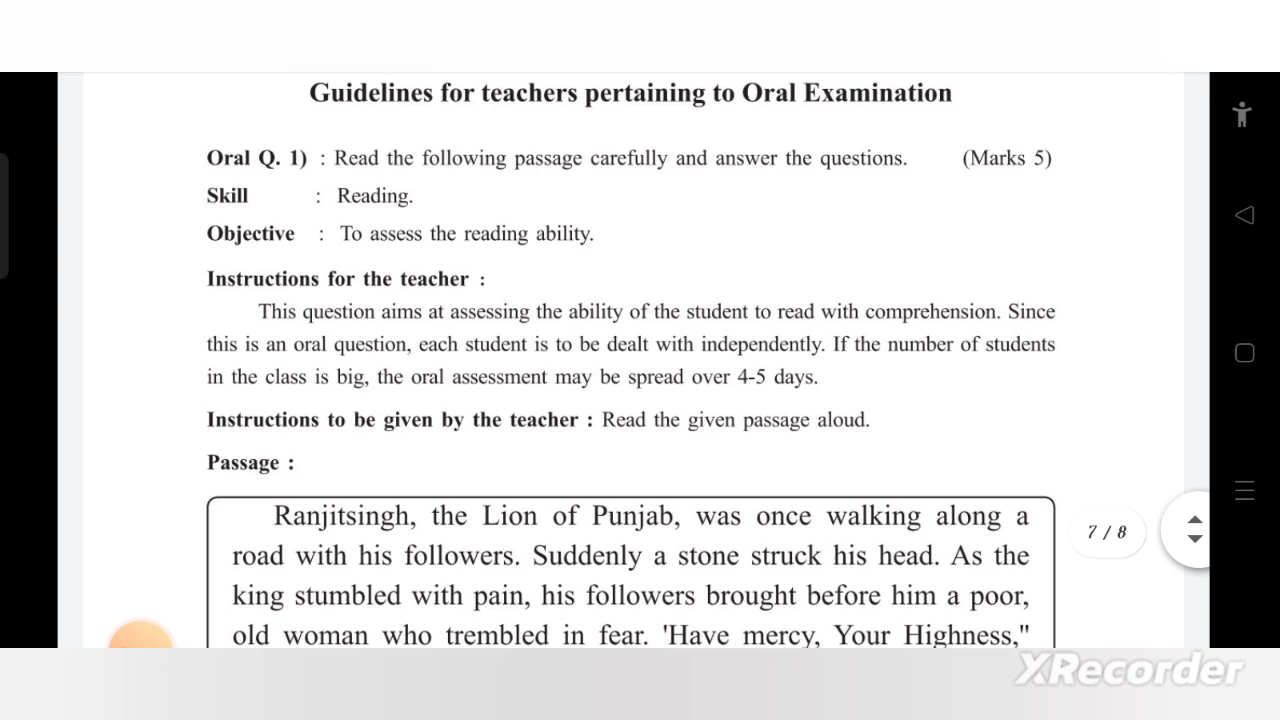 Guidelines for teachers pertaining to Oral Examination
Oral Q. 1) : Read the following passage carefully and answer the questions. (Marks 5)
Skill : Reading.
Objective : To assess the reading ability.
Instructions for the teacher :
This question aims at assessing the ability of the student to read with comprehension. Since
this is an oral question, each student is to be dealt with independently. If the number of students
in the class is big, the oral assessment may be spread over 4-5 days.
Instructions to be given by the teacher : Read the given passage aloud.
Passage :
Ranjitsingh, the Lion of Punjab, was once walking along a
road with his followers. Suddenly a stone struck his head. As the
king stumbled with pain, his followers brought before him a poor,
old woman who trembled in fear. 'Have mercy, Your Highness,"
7 / 8
XRecorder